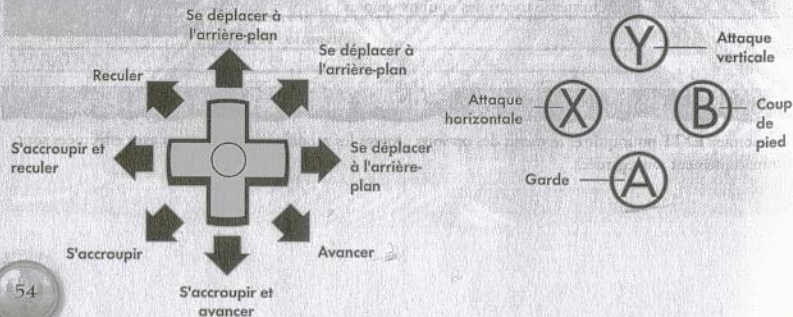 Se déplacer à
l'arrière-plan
Se déplacer à
l'arrière-plan
Reculer
S'accroupir et
reculer
Se déplacer
à l'arrière-
plan
S'accroupir
Avancer
S'accroupir et
avancer
Y
Attaque
verticale
Attaque
horizontale
X
B
Coup
de
pied
Garde
A
54